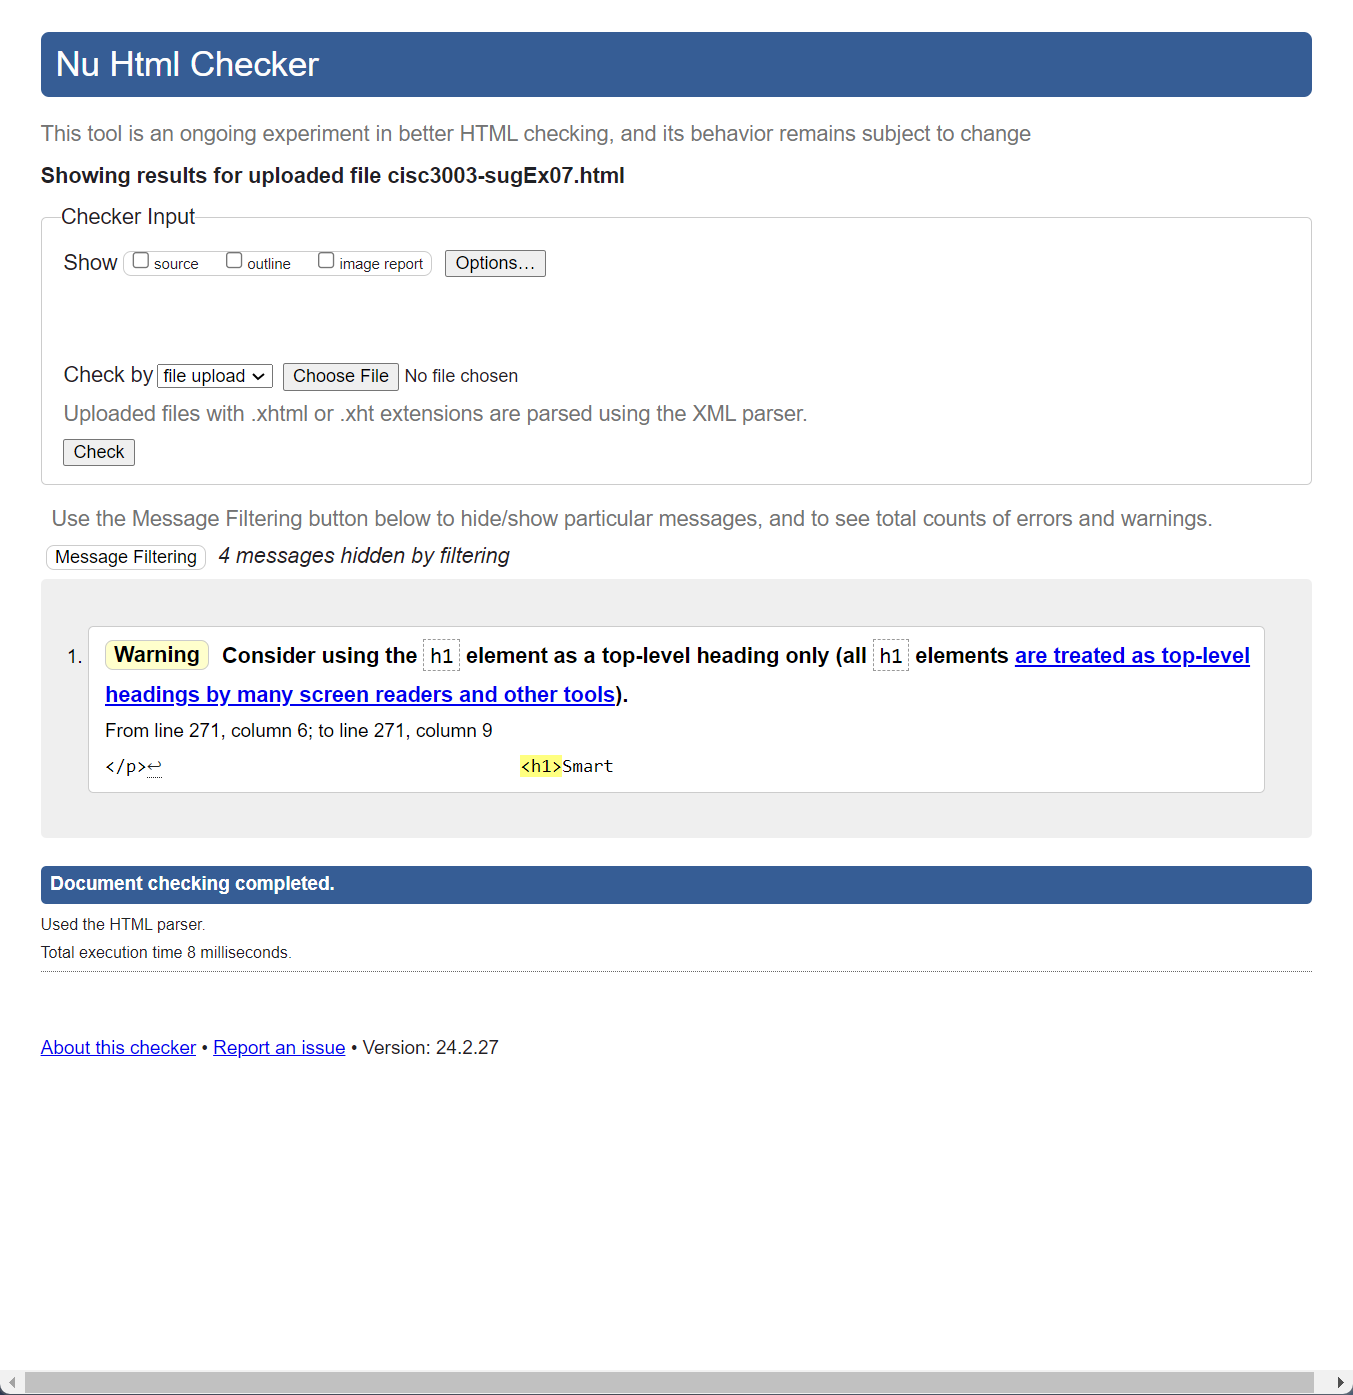 Nu Html Checker
This tool is an ongoing experiment in better HTML checking, and its behavior remains subject to change
Showing results for uploaded file cisc3003-sugEx07.html
Checker Input
Show source outline image report Options…
Check by file upload Choose File No file chosen
Uploaded files with .xhtml or .xht extensions are parsed using the XML parser.
Check
Use the Message Filtering button below to hide/show particular messages, and to see total counts of errors and warnings.
Message Filtering 4 messages hidden by filtering
1. Warning Consider using the h1 element as a top-level heading only (all h1 elements are treated as top-level
headings by many screen readers and other tools).
From line 271, column 6; to line 271, column 9
</p>↩ <h1>Smart
Document checking completed.
Used the HTML parser.
Total execution time 8 milliseconds.
About this checker • Report an issue • Version: 24.2.27